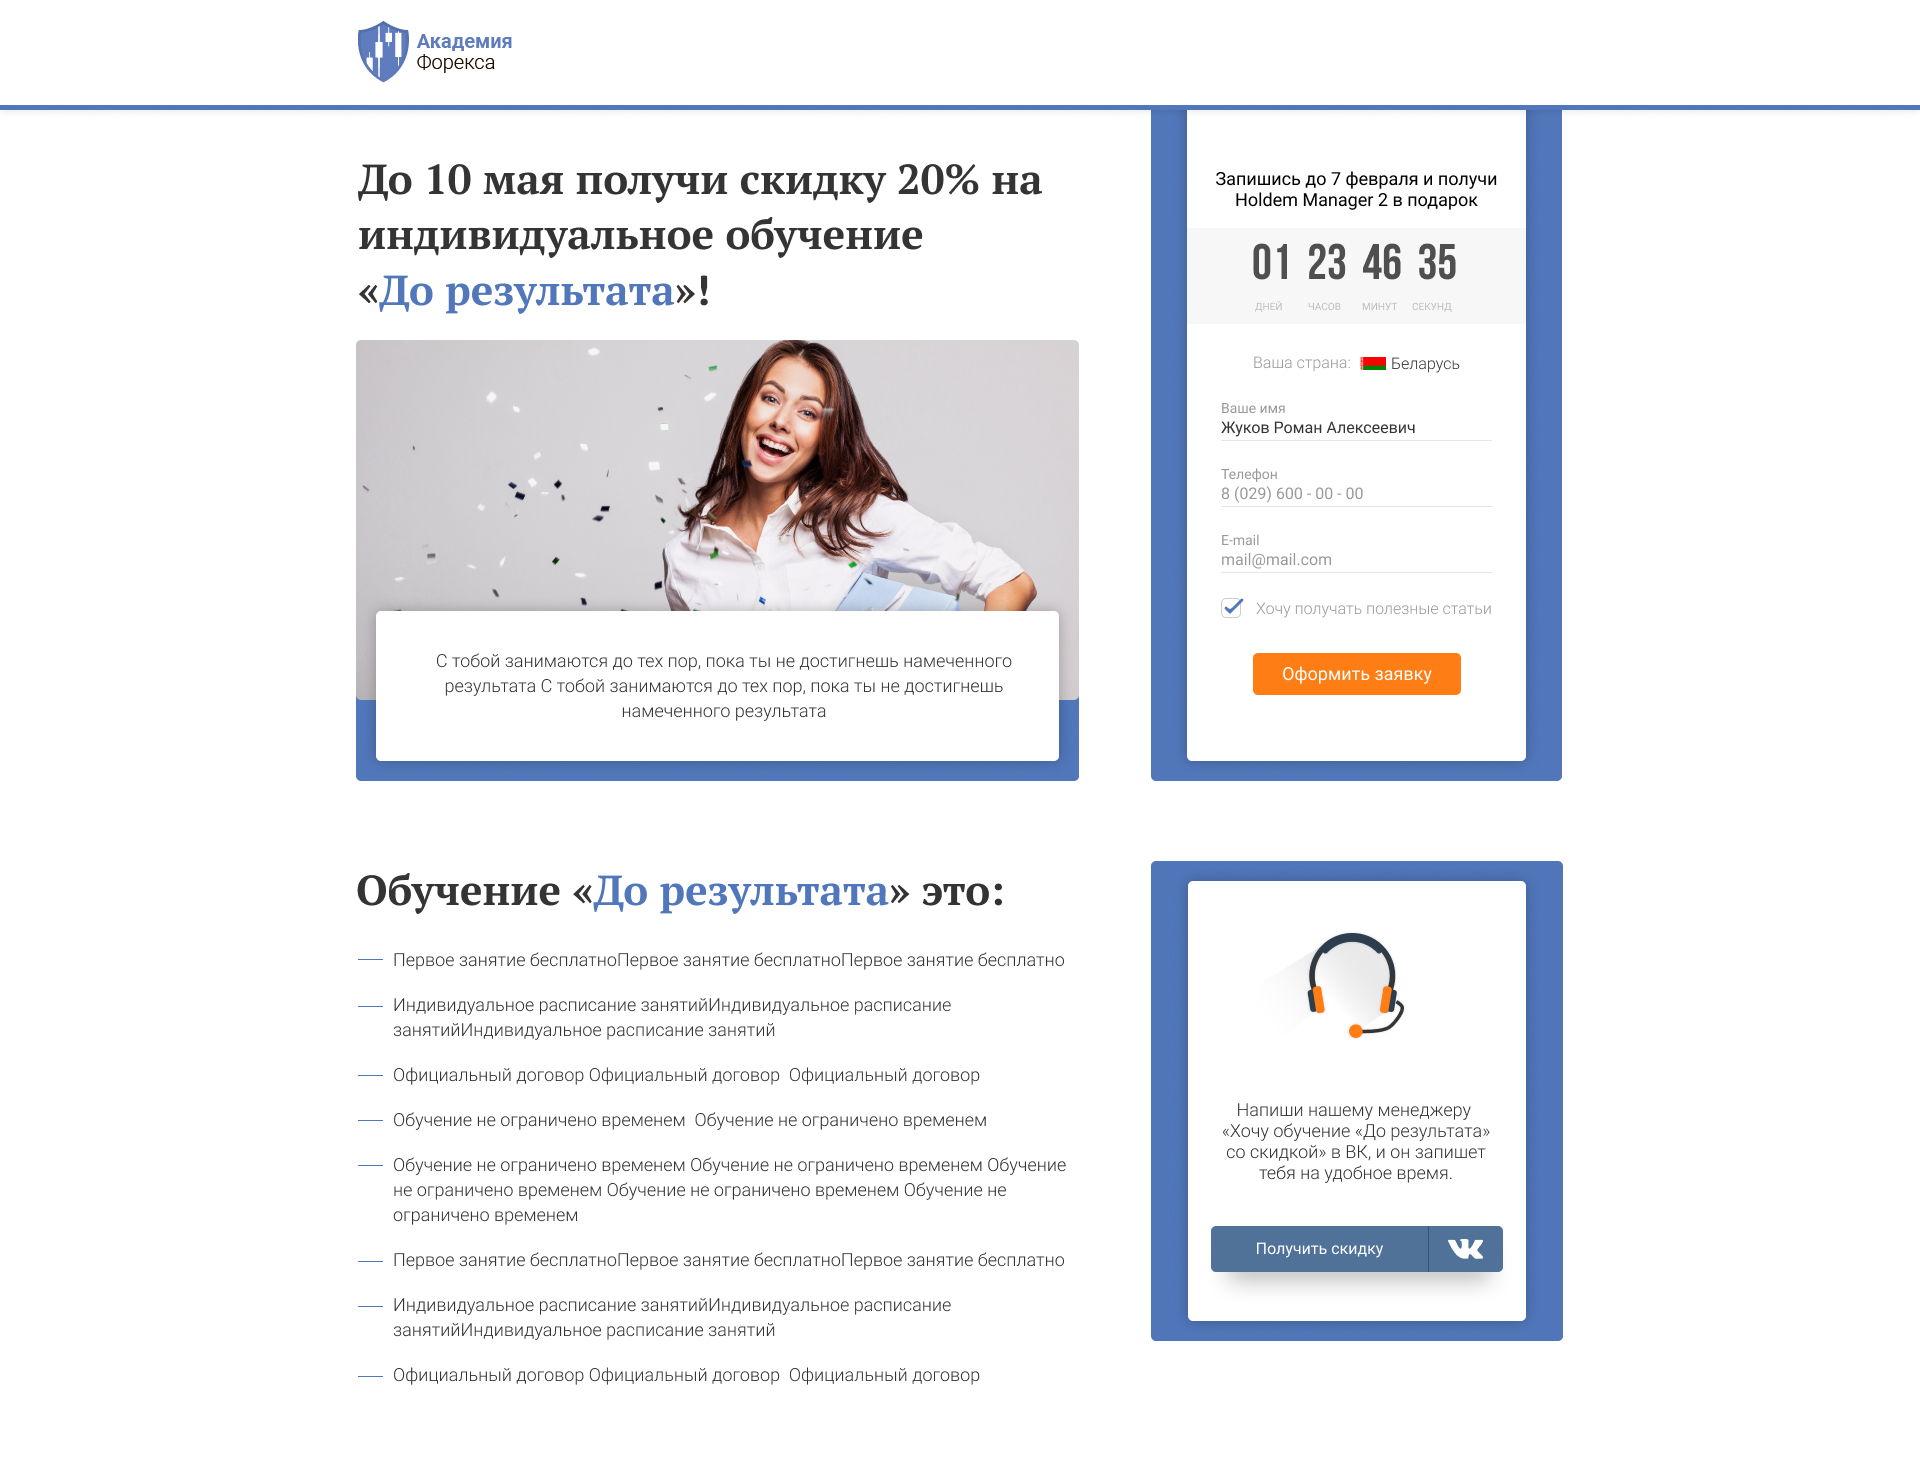 Академия
Форекса
До 10 мая получи скидку 20% на
индивидуальное обучение
«До результата»!
С тобой занимаются до тех пор, пока ты не достигнешь намеченного
результата С тобой занимаются до тех пор, пока ты не достигнешь
намеченного результата
Запишись до 7 февраля и получи
Holdem Manager 2 в подарок
01 23 46 35
ДНЕЙ ЧАСОВ МИНУТ СЕКУНД
Ваша страна: Беларусь
Ваше имя
Жуков Роман Алексеевич
Телефон
8 (029) 600 - 00 - 00
E-mail
mail@mail.com
Хочу получать полезные статьи
Оформить заявку
Обучение «До результата» это:
Первое занятие бесплатноПервое занятие бесплатноПервое занятие бесплатно
Индивидуальное расписание занятийИндивидуальное расписание
занятийИндивидуальное расписание занятий
Официальный договор Официальный договор  Официальный договор
Обучение не ограничено временем  Обучение не ограничено временем
Обучение не ограничено временем Обучение не ограничено временем Обучение
не ограничено временем Обучение не ограничено временем Обучение не
ограничено временем
Первое занятие бесплатноПервое занятие бесплатноПервое занятие бесплатно
Индивидуальное расписание занятийИндивидуальное расписание
занятийИндивидуальное расписание занятий
Официальный договор Официальный договор  Официальный договор
Напиши нашему менеджеру
«Хочу обучение «До результата»
со скидкой» в ВК, и он запишет
тебя на удобное время.
Получить скидку